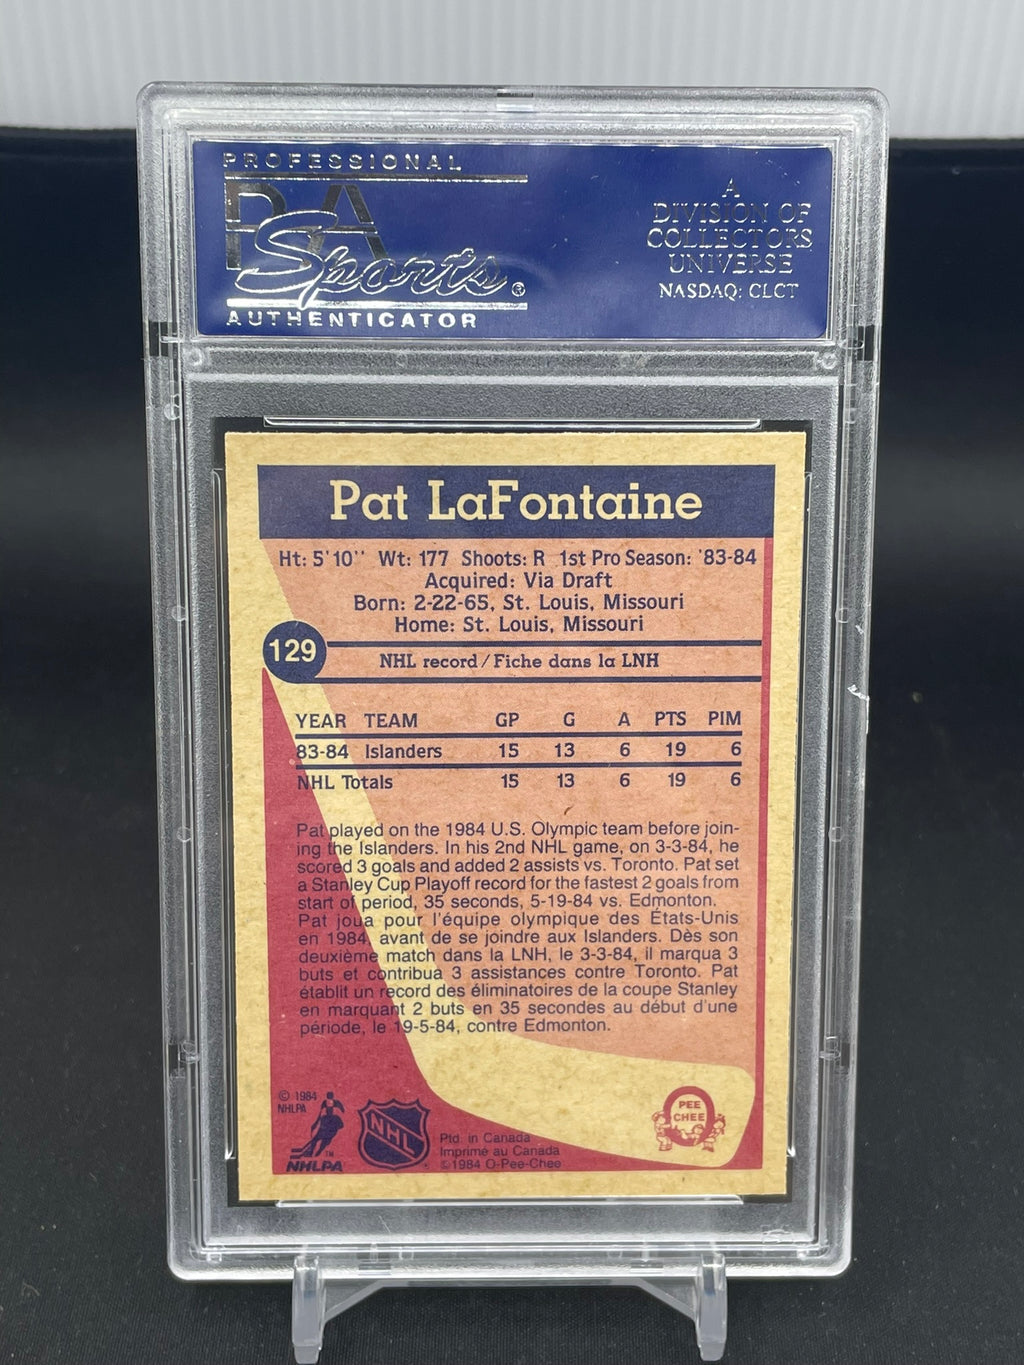 PROFESSIONAL
PSA
Sports®
AUTHENTICATOR
A
DIVISION OF
COLLECTORS
UNIVERSE
NASDAQ: CLCT
Pat LaFontaine
Ht: 5'10'' Wt: 177 Shoots: R 1st Pro Season: '83-84
Acquired: Via Draft
Born: 2-22-65, St. Louis, Missouri
Home: St. Louis, Missouri
129
NHL record/Fiche dans la LNH
YEAR TEAM GP G A PTS PIM
83-84 Islanders 15 13 6 19 6
NHL Totals 15 13 6 19 6
Pat played on the 1984 U.S. Olympic team before join-
ing the Islanders. In his 2nd NHL game, on 3-3-84, he
scored 3 goals and added 2 assists vs. Toronto. Pat set
a Stanley Cup Playoff record for the fastest 2 goals from
start of period, 35 seconds, 5-19-84 vs. Edmonton.
Pat joua pour l'équipe olympique des États-Unis
en 1984, avant de se joindre aux Islanders. Dès son
deuxième match dans la LNH, le 3-3-84, il marqua 3
buts et contribua 3 assistances contre Toronto. Pat
établit un record des éliminatoires de la coupe Stanley
en marquant 2 buts en 35 secondes au début d'une
période, le 19-5-84, contre Edmonton.
© 1984
NHLPA
NHLPA
TM
NHL
Ptd. in Canada
Imprimé au Canada
©1984 O-Pee-Chee
O
PEE
CHEE